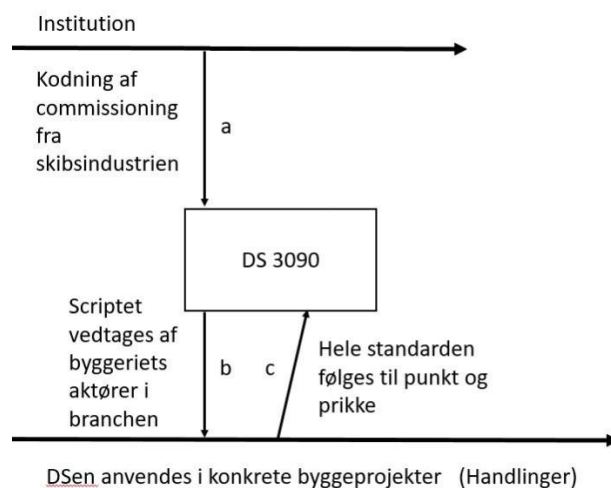 Institution
Kodning af
commissioning
fra
skibsindustrien
a
DS 3090
Scriptet
vedtages af
byggeriets
aktører i
branchen
b
c
Hele standarden
følges til punkt og
prikke
DSen anvendes i konkrete byggeprojekter (Handlinger)